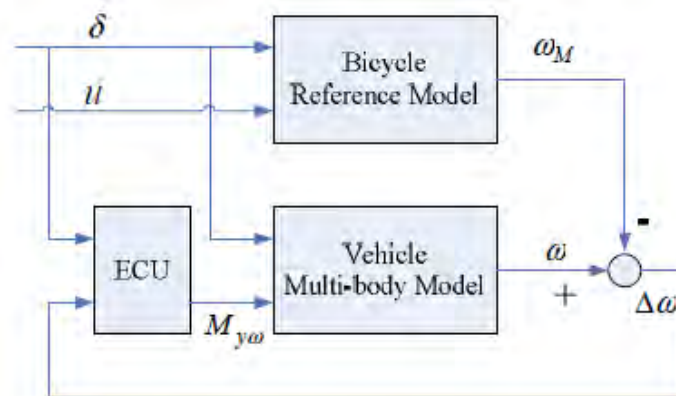 δ
u
Bicycle
Reference Model
ω_M
-
ECU
M_yω
Vehicle
Multi-body Model
ω
+
Δω